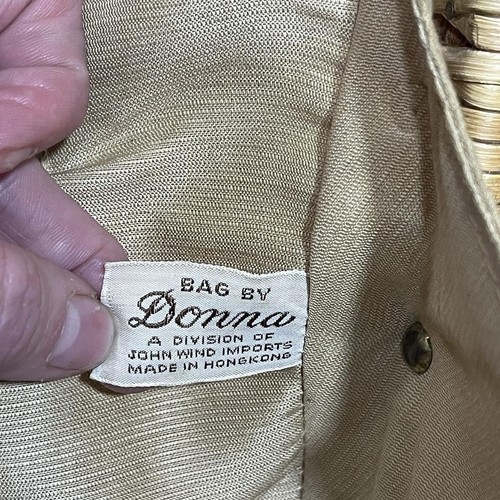 BAG BY
Donna
A DIVISION OF
JOHN WIND IMPORTS
MADE IN HONGKONG